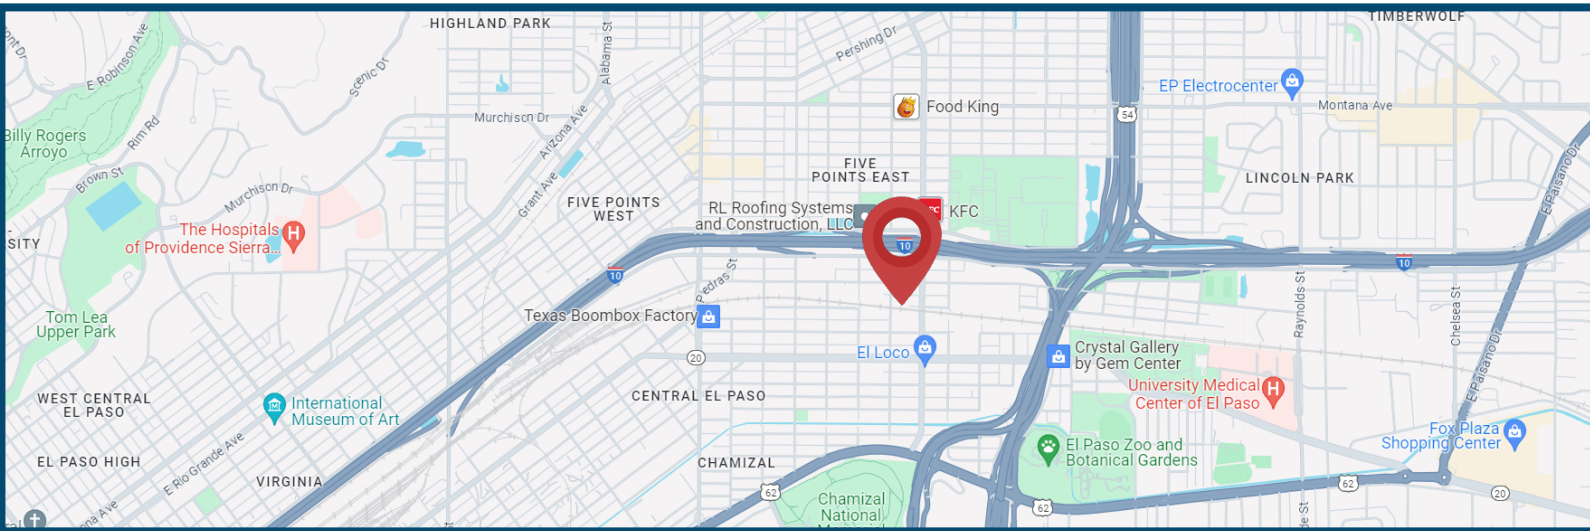 HIGHLAND PARK
TIMBERWOLF
E Robinson Ave
Scenic Dr
Alabama St
Pershing Dr
EP Electrocenter
Food King
Montana Ave
54
Murchison Dr
Arizona Ave
Billy Rogers
Arroyo
Rim Rd
Brown St
Murchison Dr
Grant Ave
FIVE
POINTS EAST
LINCOLN PARK
E Paisano Dr
FIVE POINTS
WEST
RL Roofing Systems
and Construction, LLC
KFC
The Hospitals
of Providence Sierra...
H
10
10
10
Piedras St
Texas Boombox Factory
Tom Lea
Upper Park
Raynolds St
Chelsea St
El Loco
20
Crystal Gallery
by Gem Center
E Paisano Dr
University Medical
Center of El Paso
H
WEST CENTRAL
EL PASO
CENTRAL EL PASO
International
Museum of Art
Fox Plaza
Shopping Center
El Paso Zoo and
Botanical Gardens
EL PASO HIGH
E Rio Grande Ave
VIRGINIA
CHAMIZAL
62
62
62
20
Chamizal
National